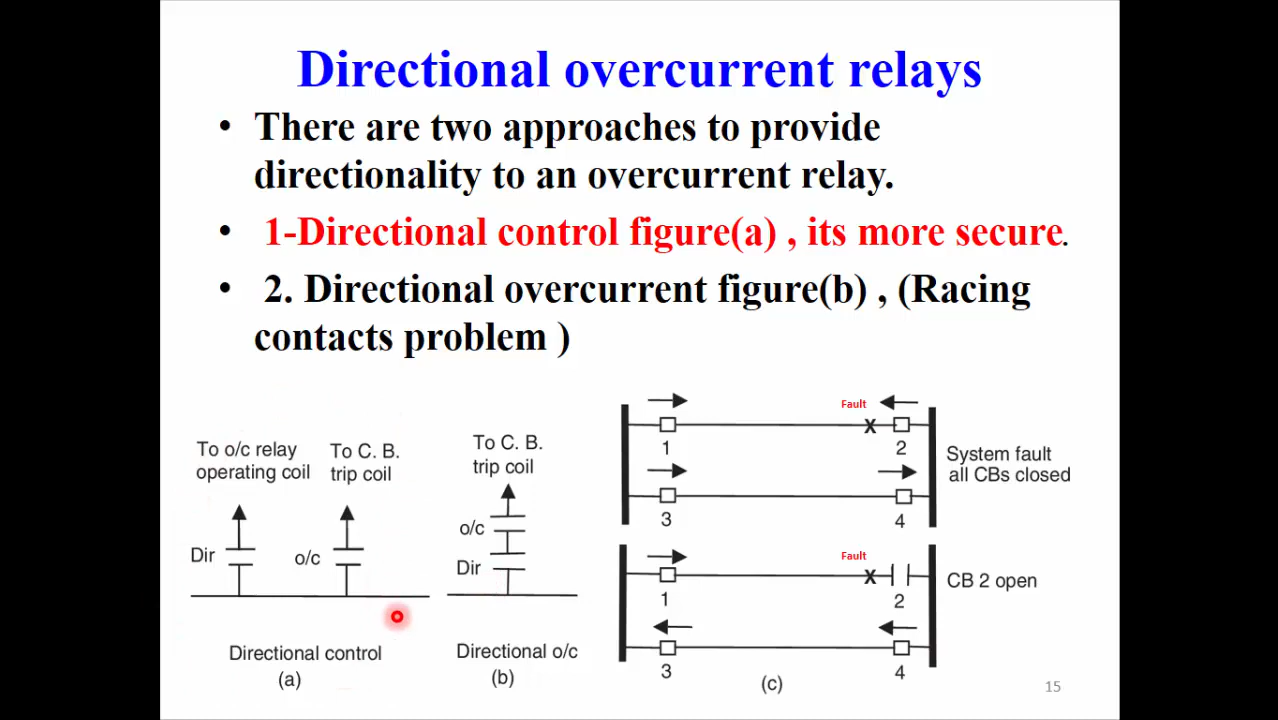 Directional overcurrent relays
• There are two approaches to provide
directionality to an overcurrent relay.
• 1-Directional control figure(a) , its more secure.
• 2. Directional overcurrent figure(b) , (Racing
contacts problem )
To o/c relay
operating coil
To C. B.
trip coil
Dir
o/c
Directional control
(a)
To C. B.
trip coil
o/c
Dir
Directional o/c
(b)
Fault
X
1
2
3
4
System fault
all CBs closed
Fault
X
1
2
CB 2 open
3
4
(c)
15